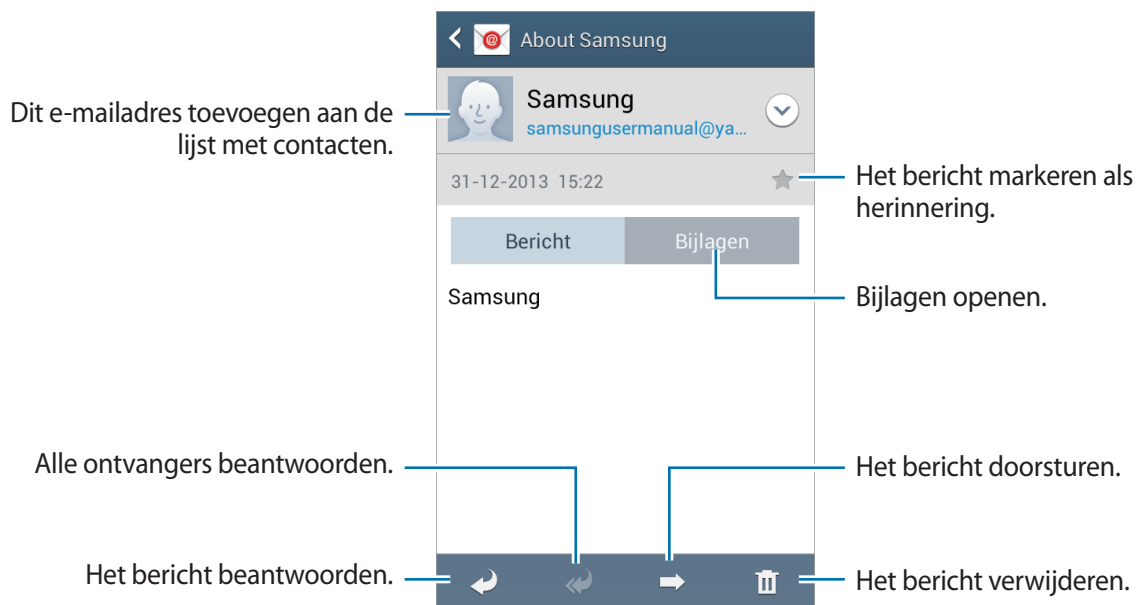 About Samsung
Samsung
samsungusermanual@ya...
Dit e-mailadres toevoegen aan de
lijst met contacten.
31-12-2013 15:22
Het bericht markeren als
herinnering.
Bericht
Bijlagen
Samsung
Bijlagen openen.
Alle ontvangers beantwoorden.
Het bericht doorsturen.
Het bericht beantwoorden.
Het bericht verwijderen.